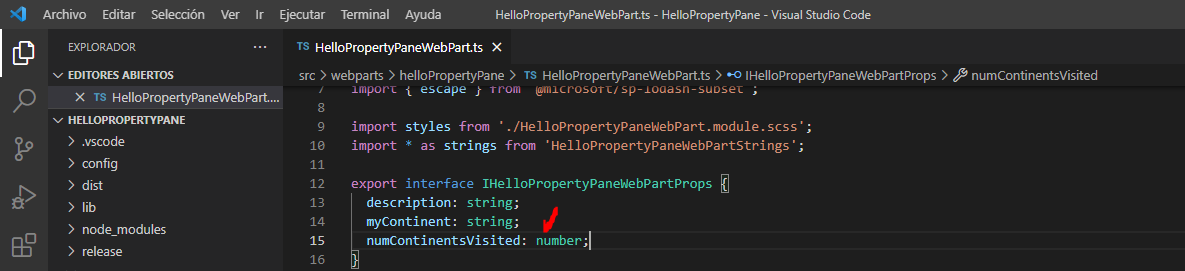 Archivo Editar Selección Ver Ir Ejecutar Terminal Ayuda HelloPropertyPaneWebPart.ts - HelloPropertyPane - Visual Studio Code
EXPLORADOR ···
EDITORES ABIERTOS
TS HelloPropertyPaneWebPart....
HELLOPROPERTYPANE
.vscode
config
dist
lib
node_modules
release
TS HelloPropertyPaneWebPart.ts
src > webparts > helloPropertyPane > TS HelloPropertyPaneWebPart.ts > IHelloPropertyPaneWebPartProps > numContinentsVisited
7 import { escape } from '@microsoft/sp-lodash-subset';
8
9 import styles from './HelloPropertyPaneWebPart.module.scss';
10 import * as strings from 'HelloPropertyPaneWebPartStrings';
11
12 export interface IHelloPropertyPaneWebPartProps {
13 description: string;
14 myContinent: string;
15 numContinentsVisited: number;
16 }